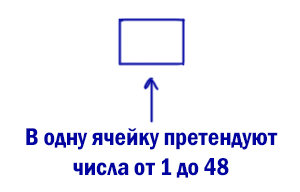 В одну ячейку претендуют
числа от 1 до 48